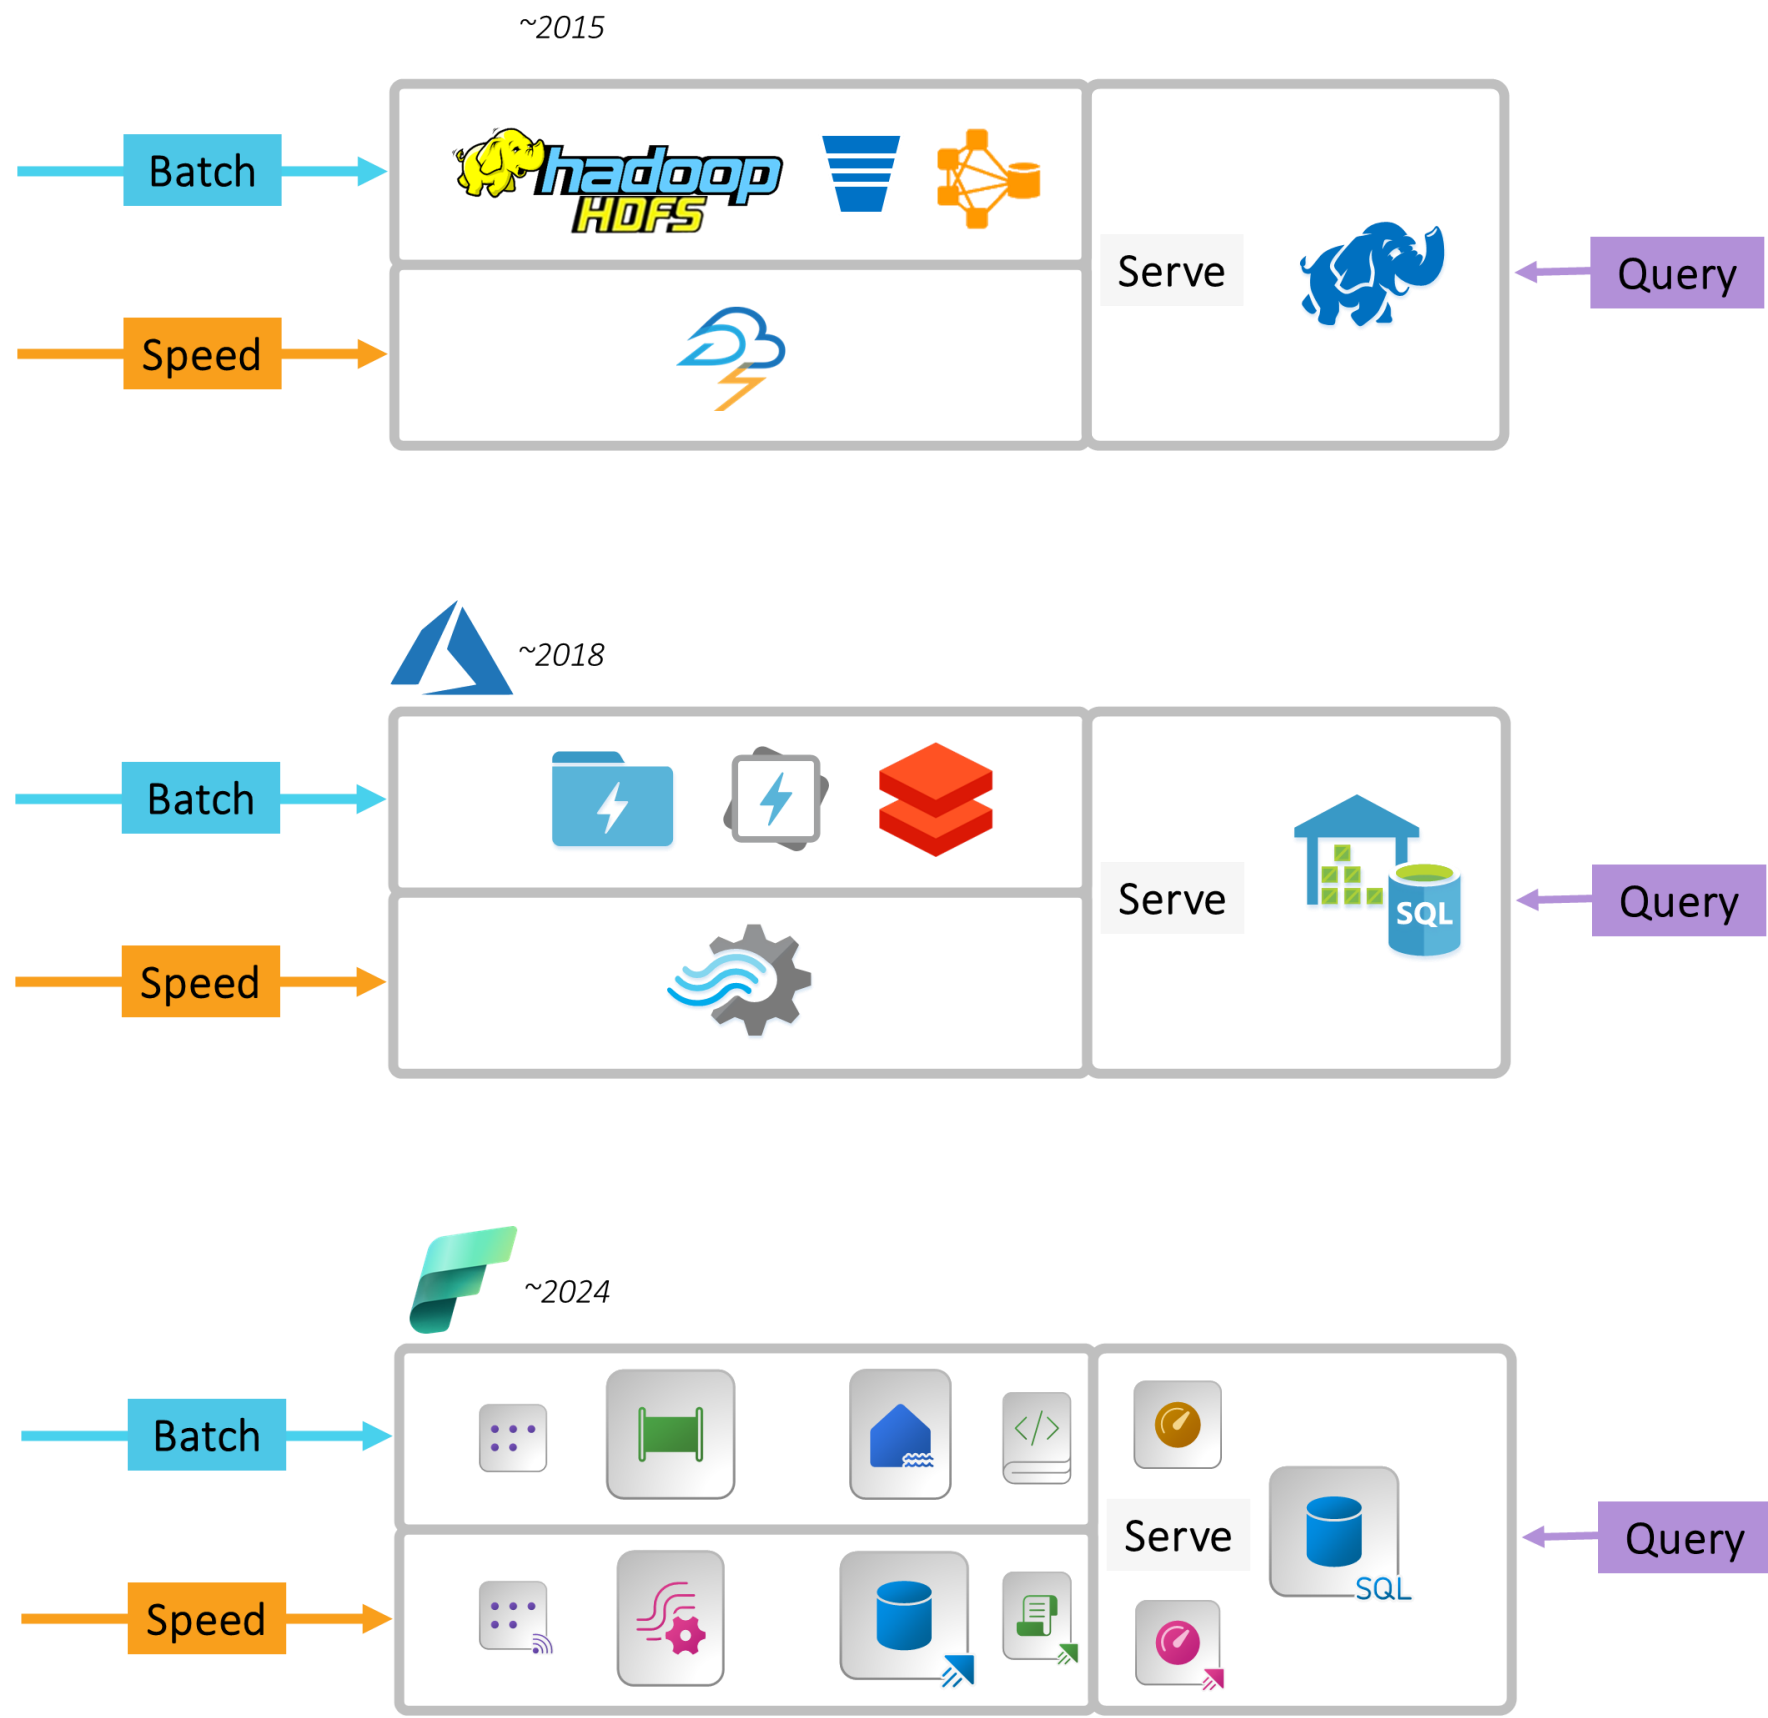 ~2015
Batch
hadoop
HDFS
Serve
Query
Speed
~2018
Batch
Serve
SQL
Query
Speed
~2024
Batch
</>
Serve
SQL
Query
Speed